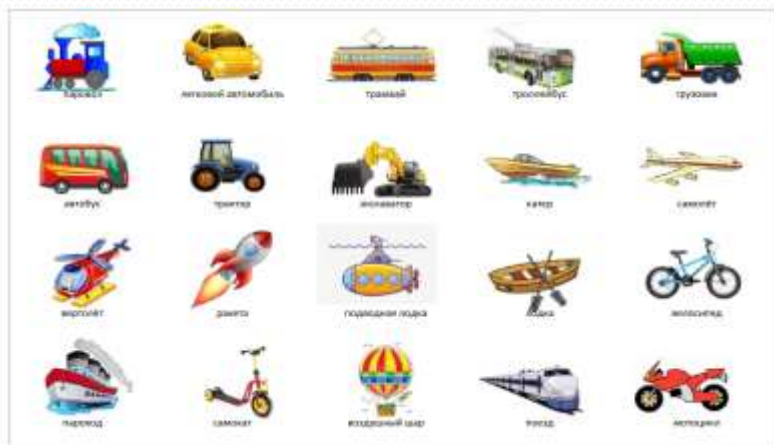 паровоз
легковой автомобиль
трамвай
троллейбус
грузовик
автобук
трактор
экскаватор
катер
самолёт
вертолёт
ракета
подводная лодка
лодка
велосипед
пароход
самокат
воздушный шар
поезд
мотоцикл